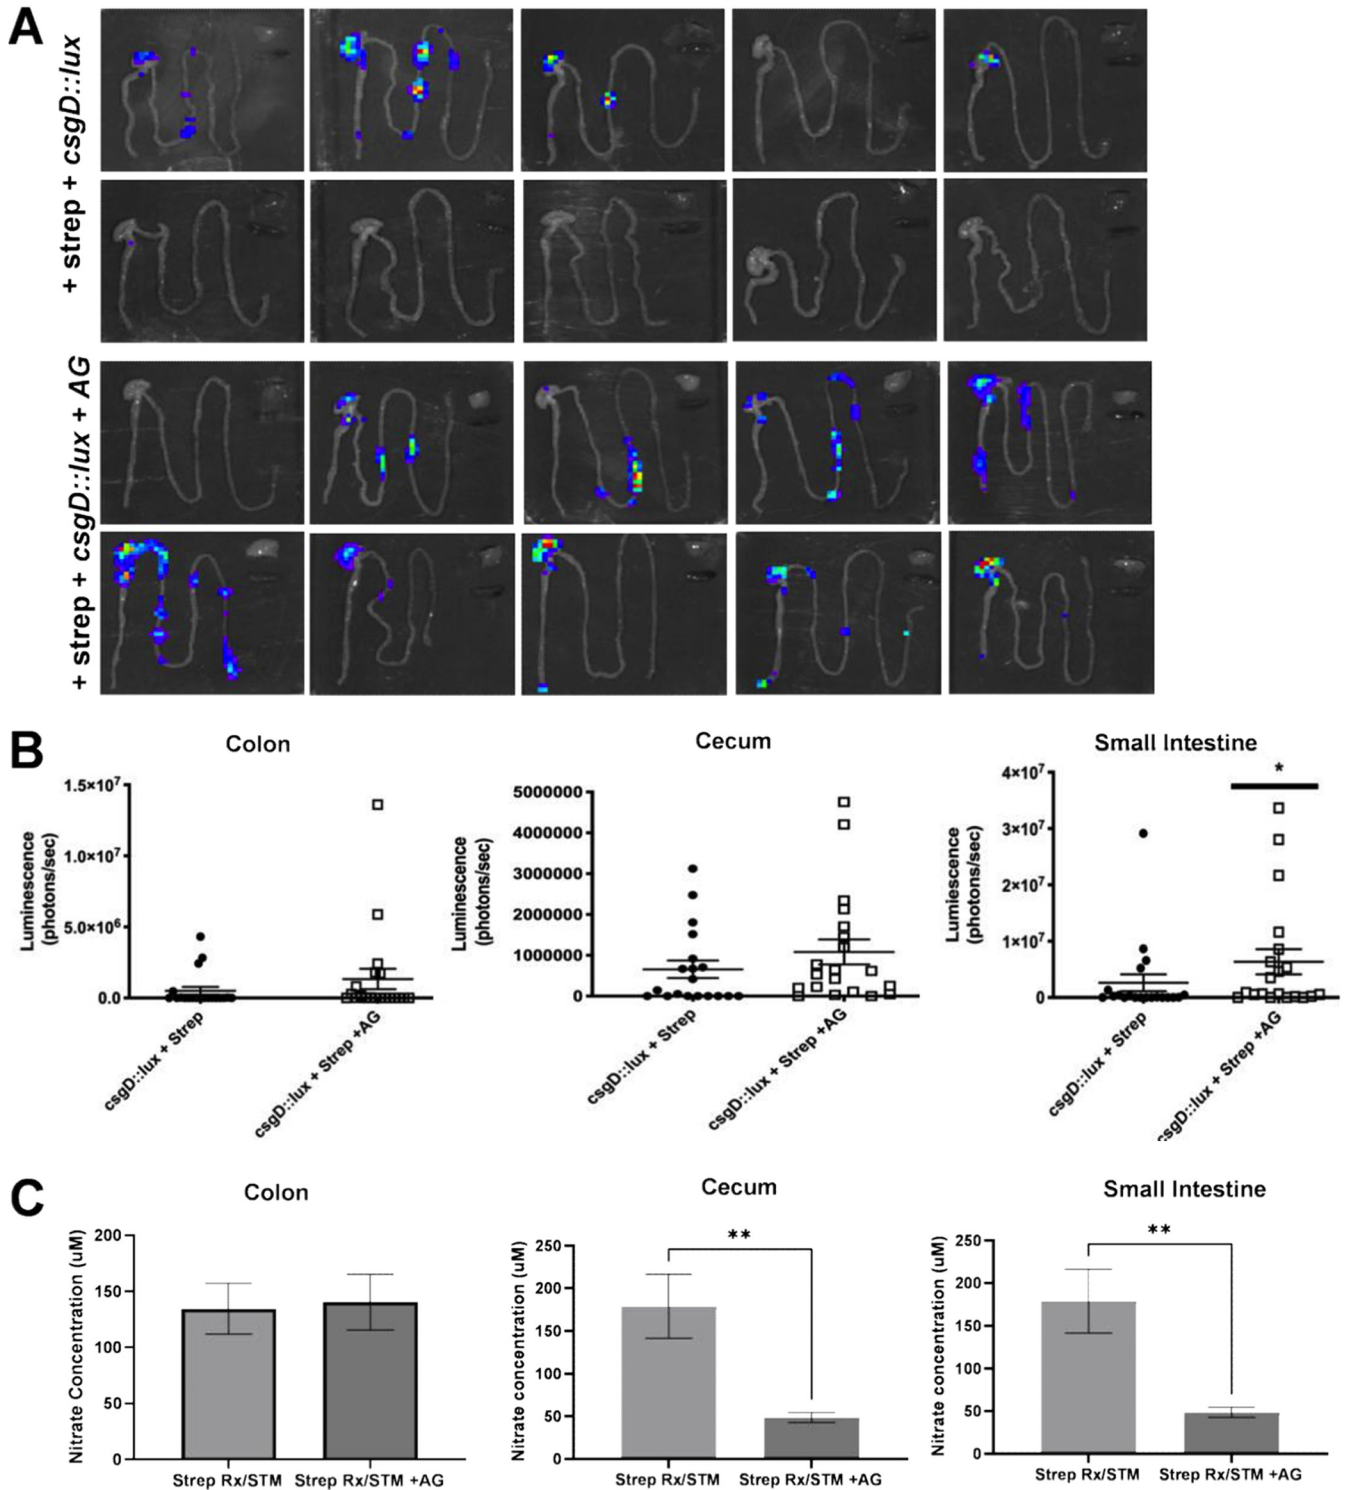 A
+ strep + csgD::lux
+ strep + csgD::lux + AG
B
Colon
Luminescence
(photons/sec)
1.5×10⁷
1.0×10⁷
5.0×10⁶
0.0
csgD::lux + Strep
csgD::lux + Strep +AG
Cecum
Luminescence
(photons/sec)
5000000
4000000
3000000
2000000
1000000
0
csgD::lux + Strep
csgD::lux + Strep +AG
Small Intestine
*
Lumiescence
(photons/sec)
4×10⁷
3×10⁷
2×10⁷
1×10⁷
0
csgD::lux + Strep
csgD::lux + Strep +AG
C
Colon
Nitrate Concentration (uM)
200
150
100
50
0
Strep Rx/STM
Strep Rx/STM +AG
Cecum
**
Nitrate concentration (uM)
250
200
150
100
50
0
Strep Rx/STM
Strep Rx/STM +AG
Small Intestine
**
Nitrate concentration (uM)
250
200
150
100
50
0
Strep Rx/STM
Strep Rx/STM +AG